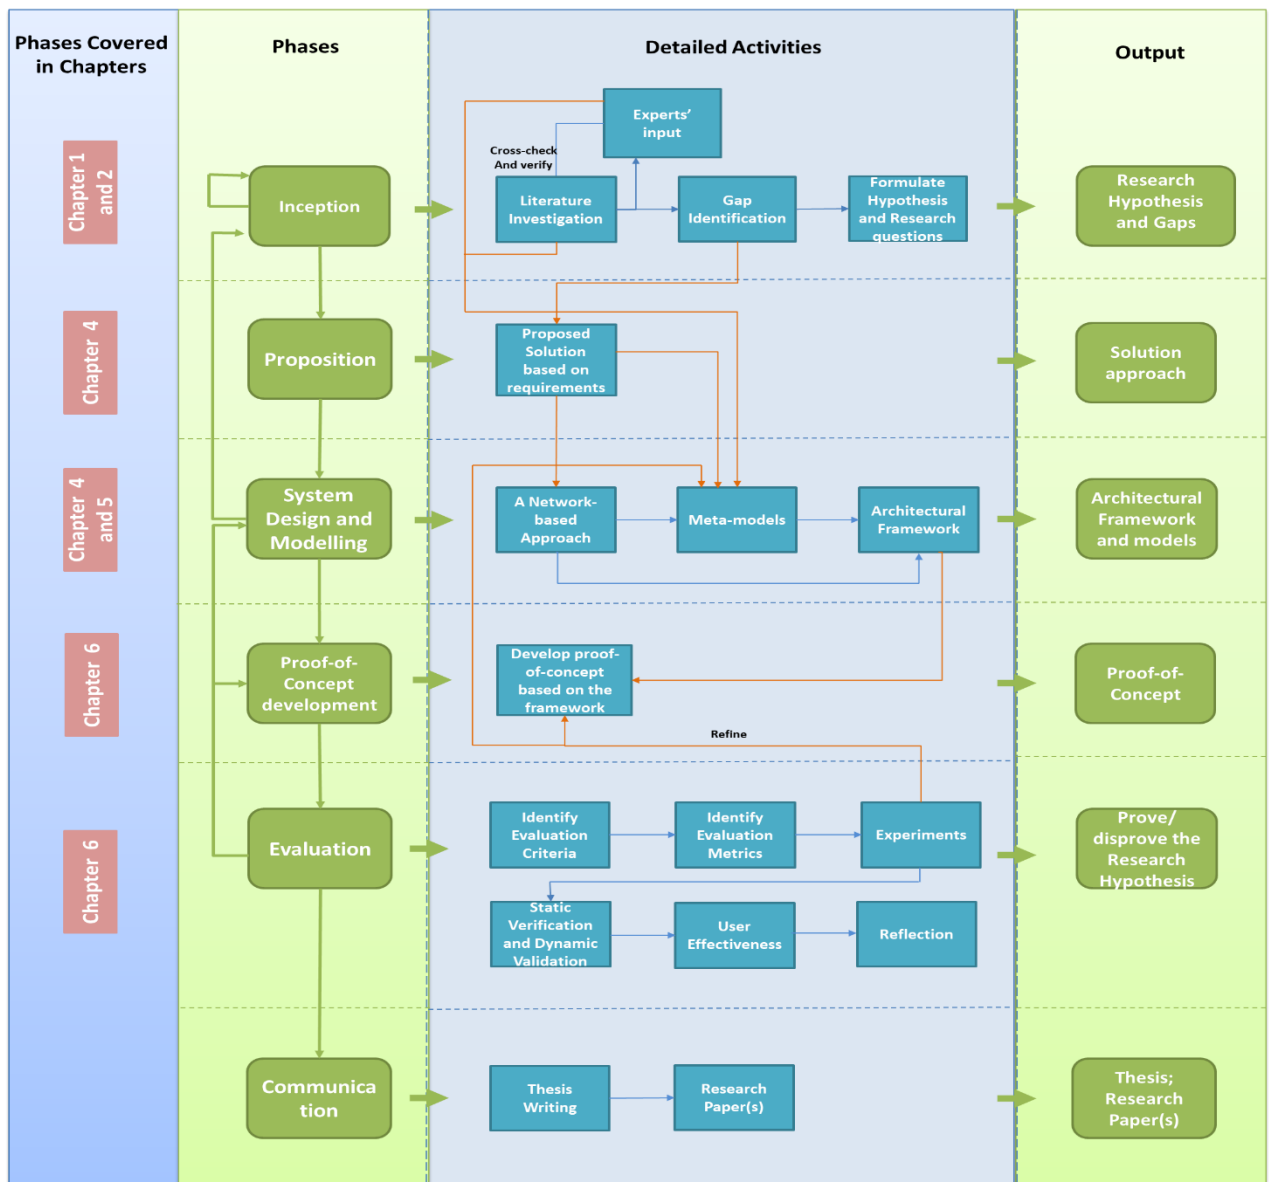 Phases Covered
in Chapters
Phases
Detailed Activities
Output
Chapter 1
and 2
Inception
Experts’
input
Cross-check
And verify
Literature
Investigation
Gap
Identification
Formulate
Hypothesis
and Research
questions
Research
Hypothesis
and Gaps
Chapter 4
Proposition
Proposed
Solution
based on
requirements
Solution
approach
Chapter 4
and 5
System
Design and
Modelling
A Network-
based
Approach
Meta-models
Architectural
Framework
Architectural
Framework
and models
Chapter 6
Proof-of-
Concept
development
Develop proof-
of-concept
based on the
framework
Refine
Proof-of-
Concept
Chapter 6
Evaluation
Identify
Evaluation
Criteria
Identify
Evaluation
Metrics
Experiments
Static
Verification
and Dynamic
Validation
User
Effectiveness
Reflection
Prove/
disprove the
Research
Hypothesis
Communica
tion
Thesis
Writing
Research
Paper(s)
Thesis;
Research
Paper(s)